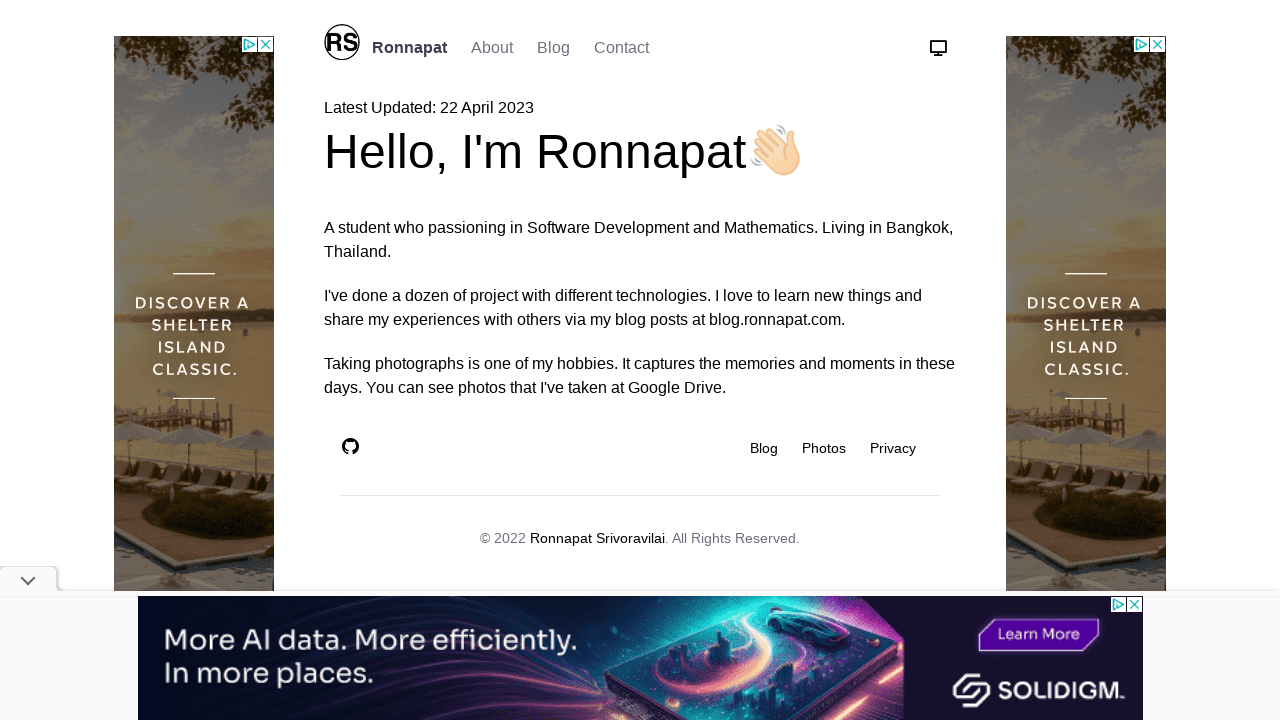 RS
Ronnapat About Blog Contact
Latest Updated: 22 April 2023
Hello, I'm Ronnapat👋🏻
A student who passioning in Software Development and Mathematics. Living in Bangkok,
Thailand.
I've done a dozen of project with different technologies. I love to learn new things and
share my experiences with others via my blog posts at blog.ronnapat.com.
Taking photographs is one of my hobbies. It captures the memories and moments in these
days. You can see photos that I've taken at Google Drive.
Blog Photos Privacy
© 2022 Ronnapat Srivoravilai. All Rights Reserved.
DISCOVER A
SHELTER
ISLAND
CLASSIC.
DISCOVER A
SHELTER
ISLAND
CLASSIC.
More AI data. More efficiently.
In more places.
Learn More
SOLIDIGM™